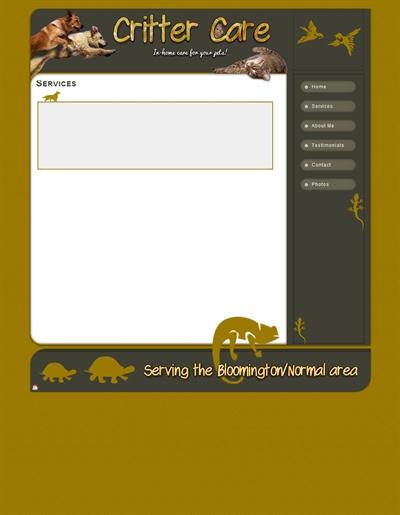 Critter Care
In-home care for your pets!
Services
Home
Services
About Me
Testimonials
Contact
Photos
Serving the Bloomington/Normal area